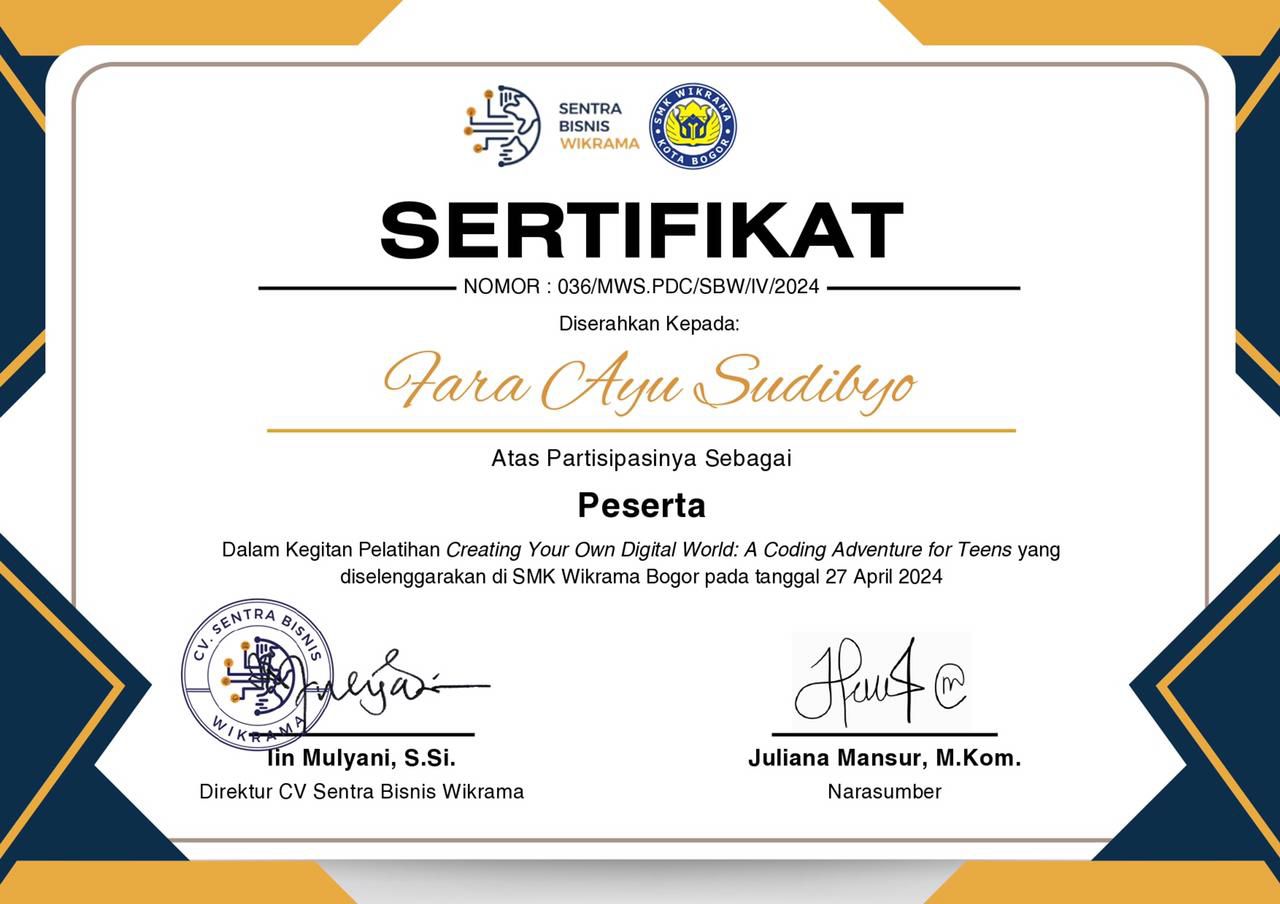 SENTRA
BISNIS
WIKRAMA
SMK WIKRAMA
KOTA BOGOR
SERTIFIKAT
NOMOR : 036/MWS.PDC/SBW/IV/2024
Diserahkan Kepada:
Fara Ayu Sudibyo
Atas Partisipasinya Sebagai
Peserta
Dalam Kegitan Pelatihan Creating Your Own Digital World: A Coding Adventure for Teens yang
diselenggarakan di SMK Wikrama Bogor pada tanggal 27 April 2024
CV. SENTRA BISNIS
WIKRAMA
Iin Mulyani, S.Si.
Direktur CV Sentra Bisnis Wikrama
Juliana Mansur, M.Kom.
Narasumber